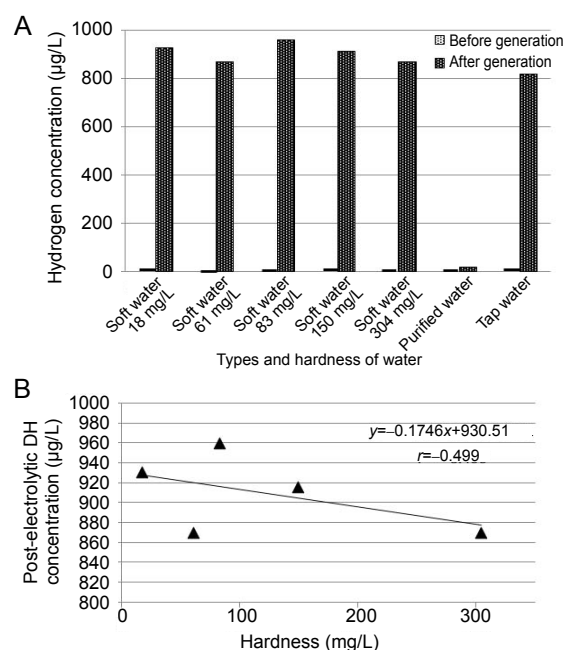 A
1000
800
600
400
200
0
Hydrogen concentration (µg/L)
Before generation
After generation
Soft water
18 mg/L
Soft water
61 mg/L
Soft water
83 mg/L
Soft water
150 mg/L
Soft water
304 mg/L
Purified water
Tap water
Types and hardness of water
B
1000
980
960
940
920
900
880
860
840
820
800
Post-electrolytic DH
concentration (µg/L)
y=–0.1746x+930.51
r=–0.499
0
100
200
300
Hardness (mg/L)